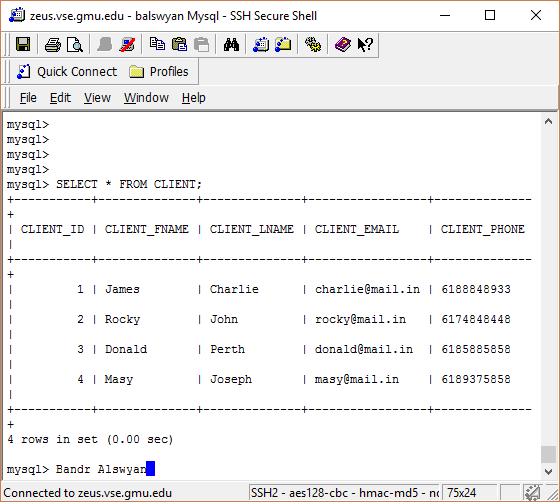 zeus.vse.gmu.edu - balswyan Mysql - SSH Secure Shell
Quick Connect Profiles
File Edit View Window Help
mysql>
mysql>
mysql>
mysql>
mysql> SELECT * FROM CLIENT;
+-----------+--------------+--------------+-----------------+--------------
+
| CLIENT_ID | CLIENT_FNAME | CLIENT_LNAME | CLIENT_EMAIL    | CLIENT_PHONE
|
+-----------+--------------+--------------+-----------------+--------------
+
|         1 | James        | Charlie      | charlie@mail.in | 6188848933
|
|         2 | Rocky        | John         | rocky@mail.in   | 6174848448
|
|         3 | Donald       | Perth        | donald@mail.in  | 6185885858
|
|         4 | Masy         | Joseph       | masy@mail.in    | 6189375858
|
+-----------+--------------+--------------+-----------------+--------------
+
4 rows in set (0.00 sec)
mysql> Bandr Alswyan
Connected to zeus.vse.gmu.edu SSH2 - aes128-cbc - hmac-md5 - 75x24